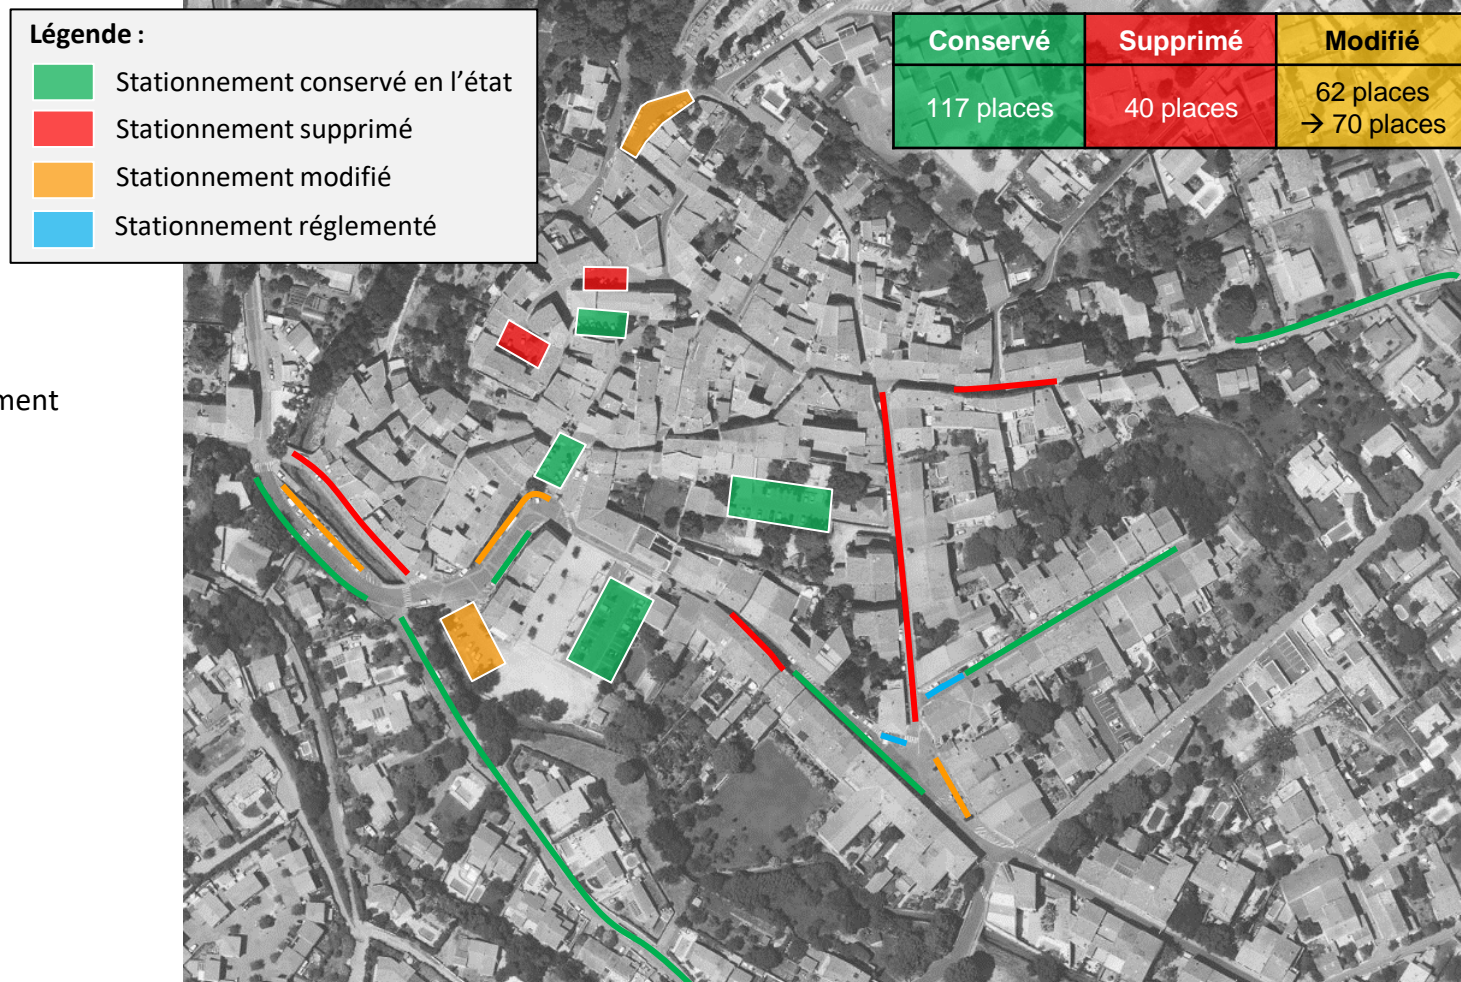 Légende :
Stationnement conservé en l’état
Stationnement supprimé
Stationnement modifié
Stationnement réglementé
Conservé Supprimé Modifié
117 places 40 places 62 places
→ 70 places
ment